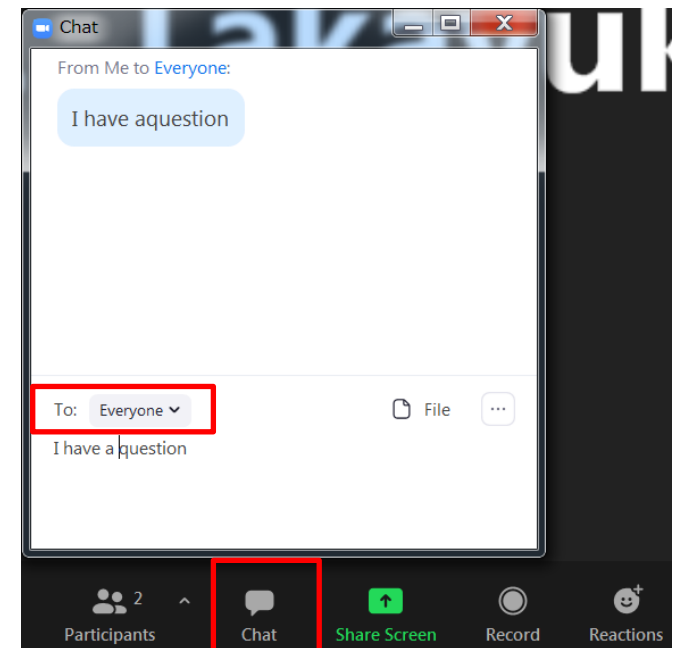 Chat
From Me to Everyone:
I have aquestion
To: Everyone
File
I have a question
2
Participants
Chat
Share Screen
Record
Reactions